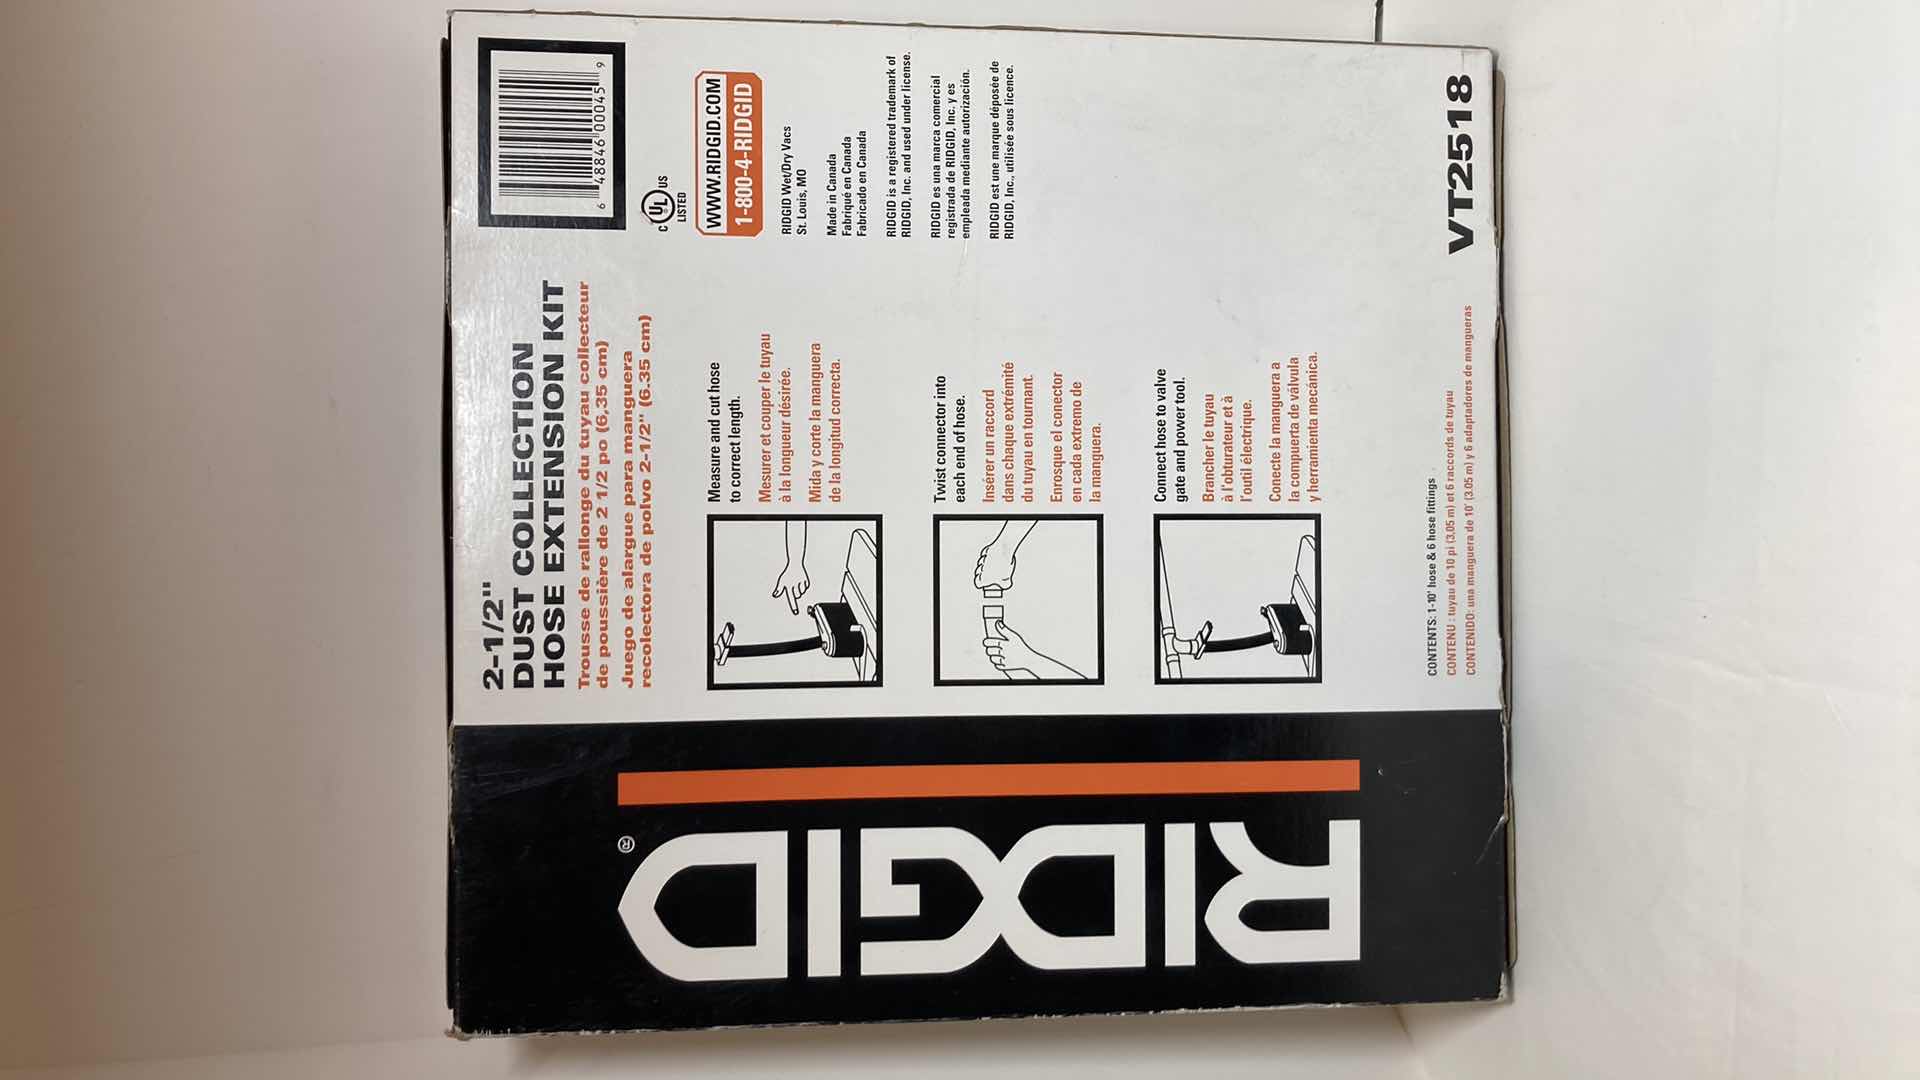 2-1/2"
DUST COLLECTION
HOSE EXTENSION KIT
Trousse de rallonge du tuyau collecteur
de poussière de 2 1/2 po (6,35 cm)
Juego de alargue para manguera
recolectora de polvo 2-1/2" (6.35 cm)
Measure and cut hose
to correct length.
Mesurer et couper le tuyau
à la longueur désirée.
Mida y corte la manguera
de la longitud correcta.
Twist connector into
each end of hose.
Insérer un raccord
dans chaque extrémité
du tuyau en tournant.
Enrosque el conector
en cada extremo de
la manguera.
Connect hose to valve
gate and power tool.
Brancher le tuyau
à l'obturateur et à
l'outil électrique.
Conecte la manguera a
la compuerta de válvula
y herramienta mecánica.
CONTENTS: 1-10' hose & 6 hose fittings
CONTENU : tuyau de 10 pi (3,05 m) et 6 raccords de tuyau
CONTENIDO: una manguera de 10' (3.05 m) y 6 adaptadores de mangueras
6 48846 00045 9
C UL US
LISTED
WWW.RIDGID.COM
1-800-4-RIDGID
RIDGID Wet/Dry Vacs
St. Louis, MO
Made in Canada
Fabriqué en Canada
Fabricado en Canada
RIDGID is a registered trademark of
RIDGID, Inc. and used under license.
RIDGID es una marca comercial
registrada de RIDGID, Inc. y es
empleada mediante autorización.
RIDGID est une marque déposée de
RIDGID, Inc., utilisée sous licence.
VT2518
RIDGID®